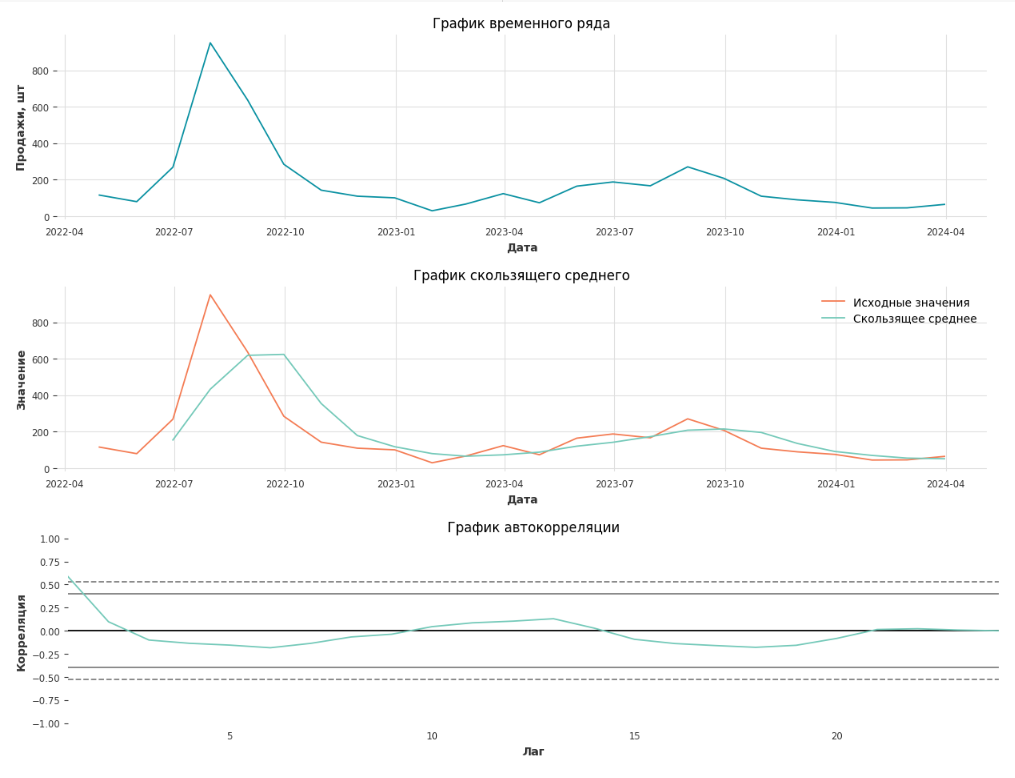 График временного ряда
Продажи, шт
800
600
400
200
0
2022-04 2022-07 2022-10 2023-01 2023-04 2023-07 2023-10 2024-01 2024-04
Дата
График скользящего среднего
Исходные значения
Скользящее среднее
Значение
800
600
400
200
0
2022-04 2022-07 2022-10 2023-01 2023-04 2023-07 2023-10 2024-01 2024-04
Дата
График автокорреляции
Корреляция
1.00
0.75
0.50
0.25
0.00
−0.25
−0.50
−0.75
−1.00
5 10 15 20
Лаг